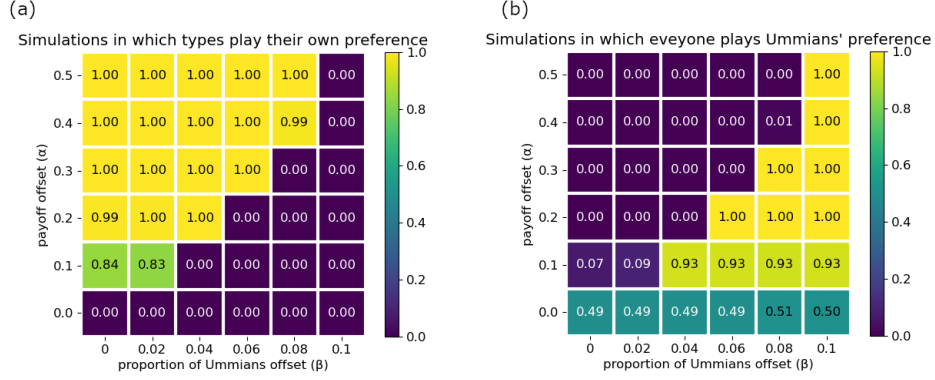 (a)
Simulations in which types play their own preference
payoff offset (α)
0.5 1.00 1.00 1.00 1.00 1.00 0.00
0.4 1.00 1.00 1.00 1.00 0.99 0.00
0.3 1.00 1.00 1.00 1.00 0.00 0.00
0.2 0.99 1.00 1.00 0.00 0.00 0.00
0.1 0.84 0.83 0.00 0.00 0.00 0.00
0.0 0.00 0.00 0.00 0.00 0.00 0.00
0 0.02 0.04 0.06 0.08 0.1
proportion of Ummians offset (β)
1.0
0.8
0.6
0.4
0.2
0.0
(b)
Simulations in which eveyone plays Ummians' preference
payoff offset (α)
0.5 0.00 0.00 0.00 0.00 0.00 1.00
0.4 0.00 0.00 0.00 0.00 0.01 1.00
0.3 0.00 0.00 0.00 0.00 1.00 1.00
0.2 0.00 0.00 0.00 1.00 1.00 1.00
0.1 0.07 0.09 0.93 0.93 0.93 0.93
0.0 0.49 0.49 0.49 0.49 0.51 0.50
0 0.02 0.04 0.06 0.08 0.1
proportion of Ummians offset (β)
1.0
0.8
0.6
0.4
0.2
0.0